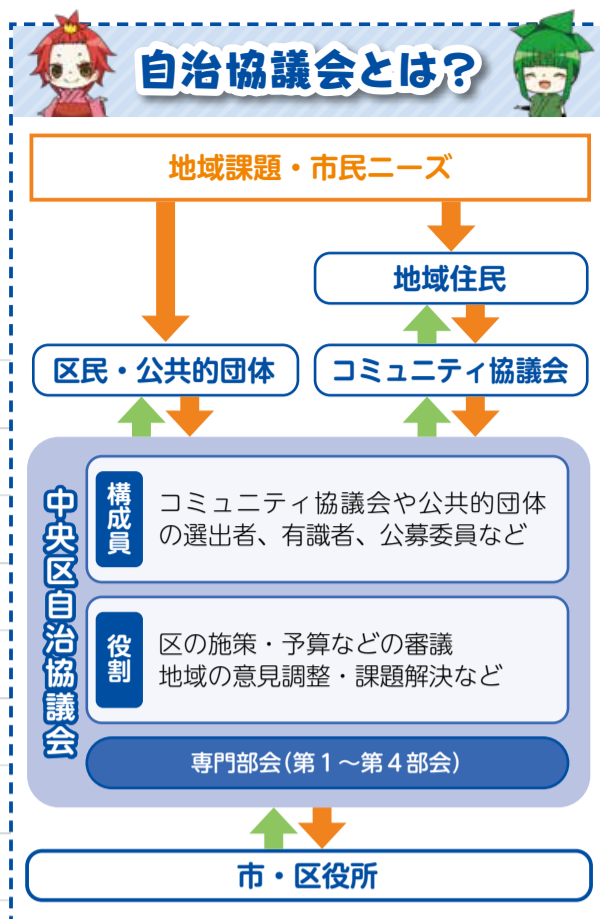 自治協議会とは?
地域課題・市民ニーズ
地域住民
区民・公共的団体
コミュニティ協議会
中央区自治協議会
構成員
コミュニティ協議会や公共的団体
の選出者、有識者、公募委員など
役割
区の施策・予算などの審議
地域の意見調整・課題解決など
専門部会(第1~第4部会)
市・区役所